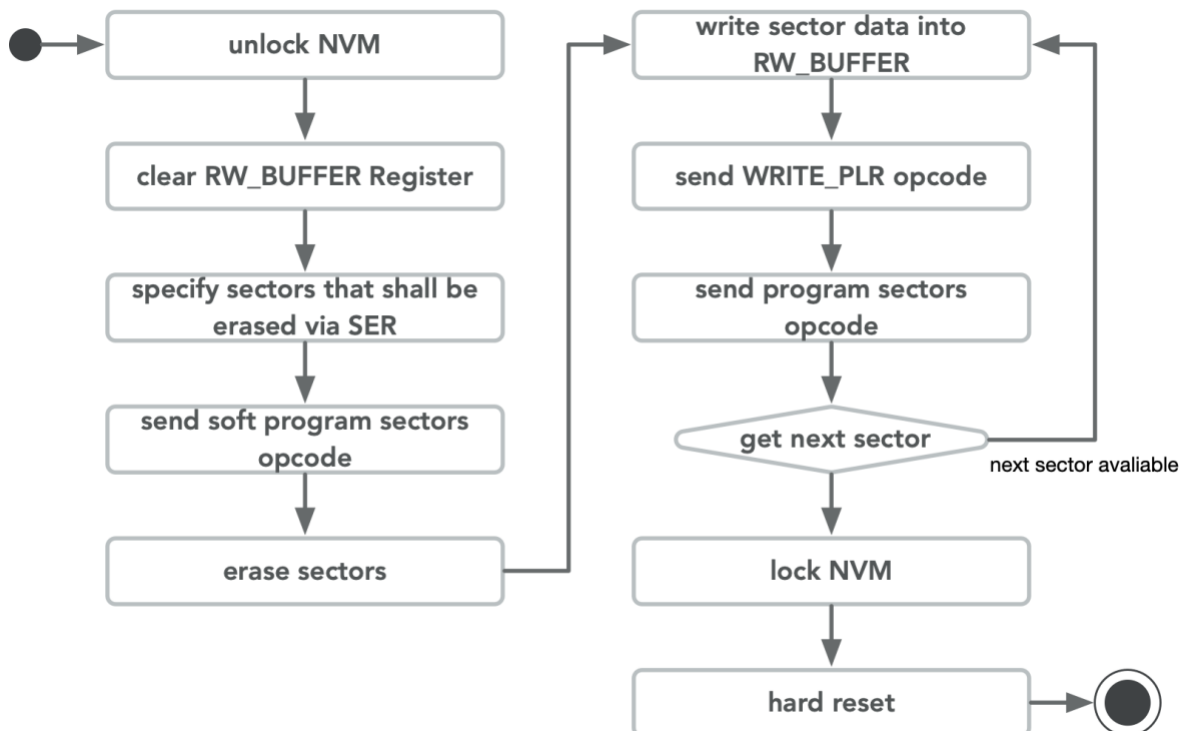 unlock NVM
clear RW_BUFFER Register
specify sectors that shall be
erased via SER
send soft program sectors
opcode
erase sectors
write sector data into
RW_BUFFER
send WRITE_PLR opcode
send program sectors
opcode
get next sector
next sector avaliable
lock NVM
hard reset